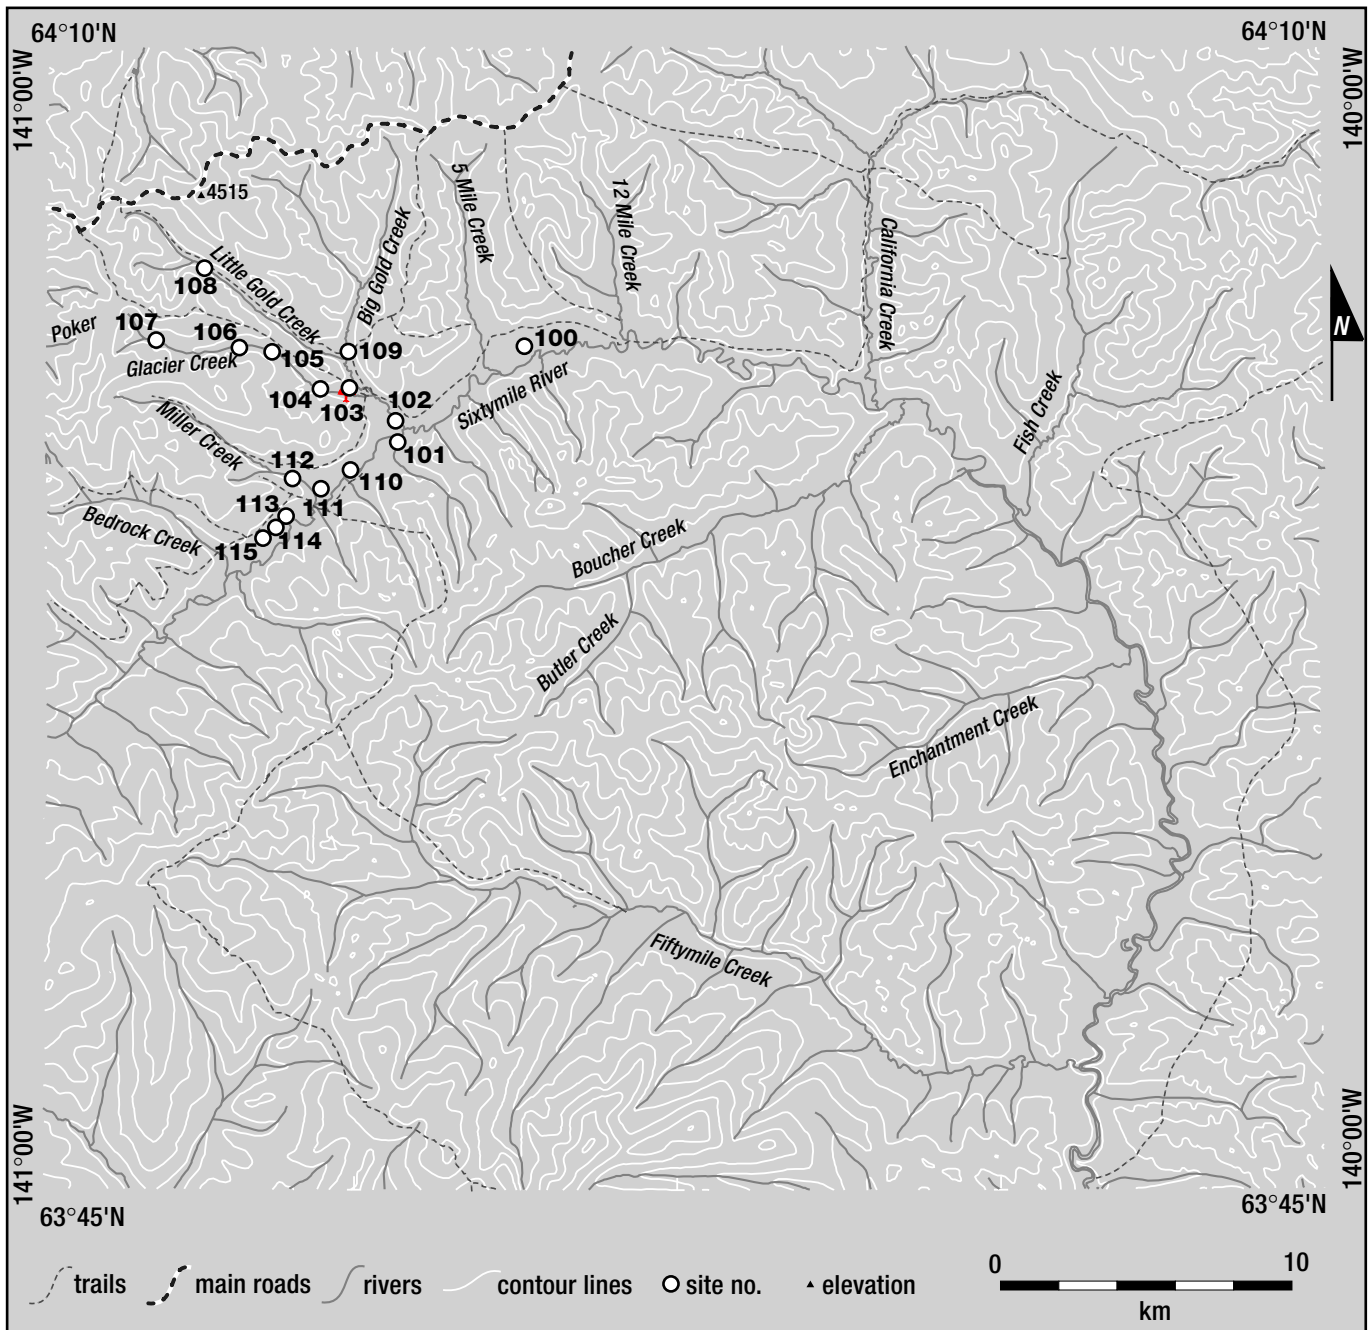 64°10'N
64°10'N
141°00'W
140°00'W
4515
5 Mile Creek
12 Mile Creek
Big Gold Creek
Little Gold Creek
California Creek
108
Poker
107
106
105
109
100
Glacier Creek
104
103
102
101
Sixtymile River
Fish Creek
Miller Creek
112
110
111
113
114
115
Bedrock Creek
Boucher Creek
Butler Creek
Enchantment Creek
Fiftymile Creek
N
141°00'W
140°00'W
63°45'N
63°45'N
trails
main roads
rivers
contour lines
site no.
elevation
0
10
km